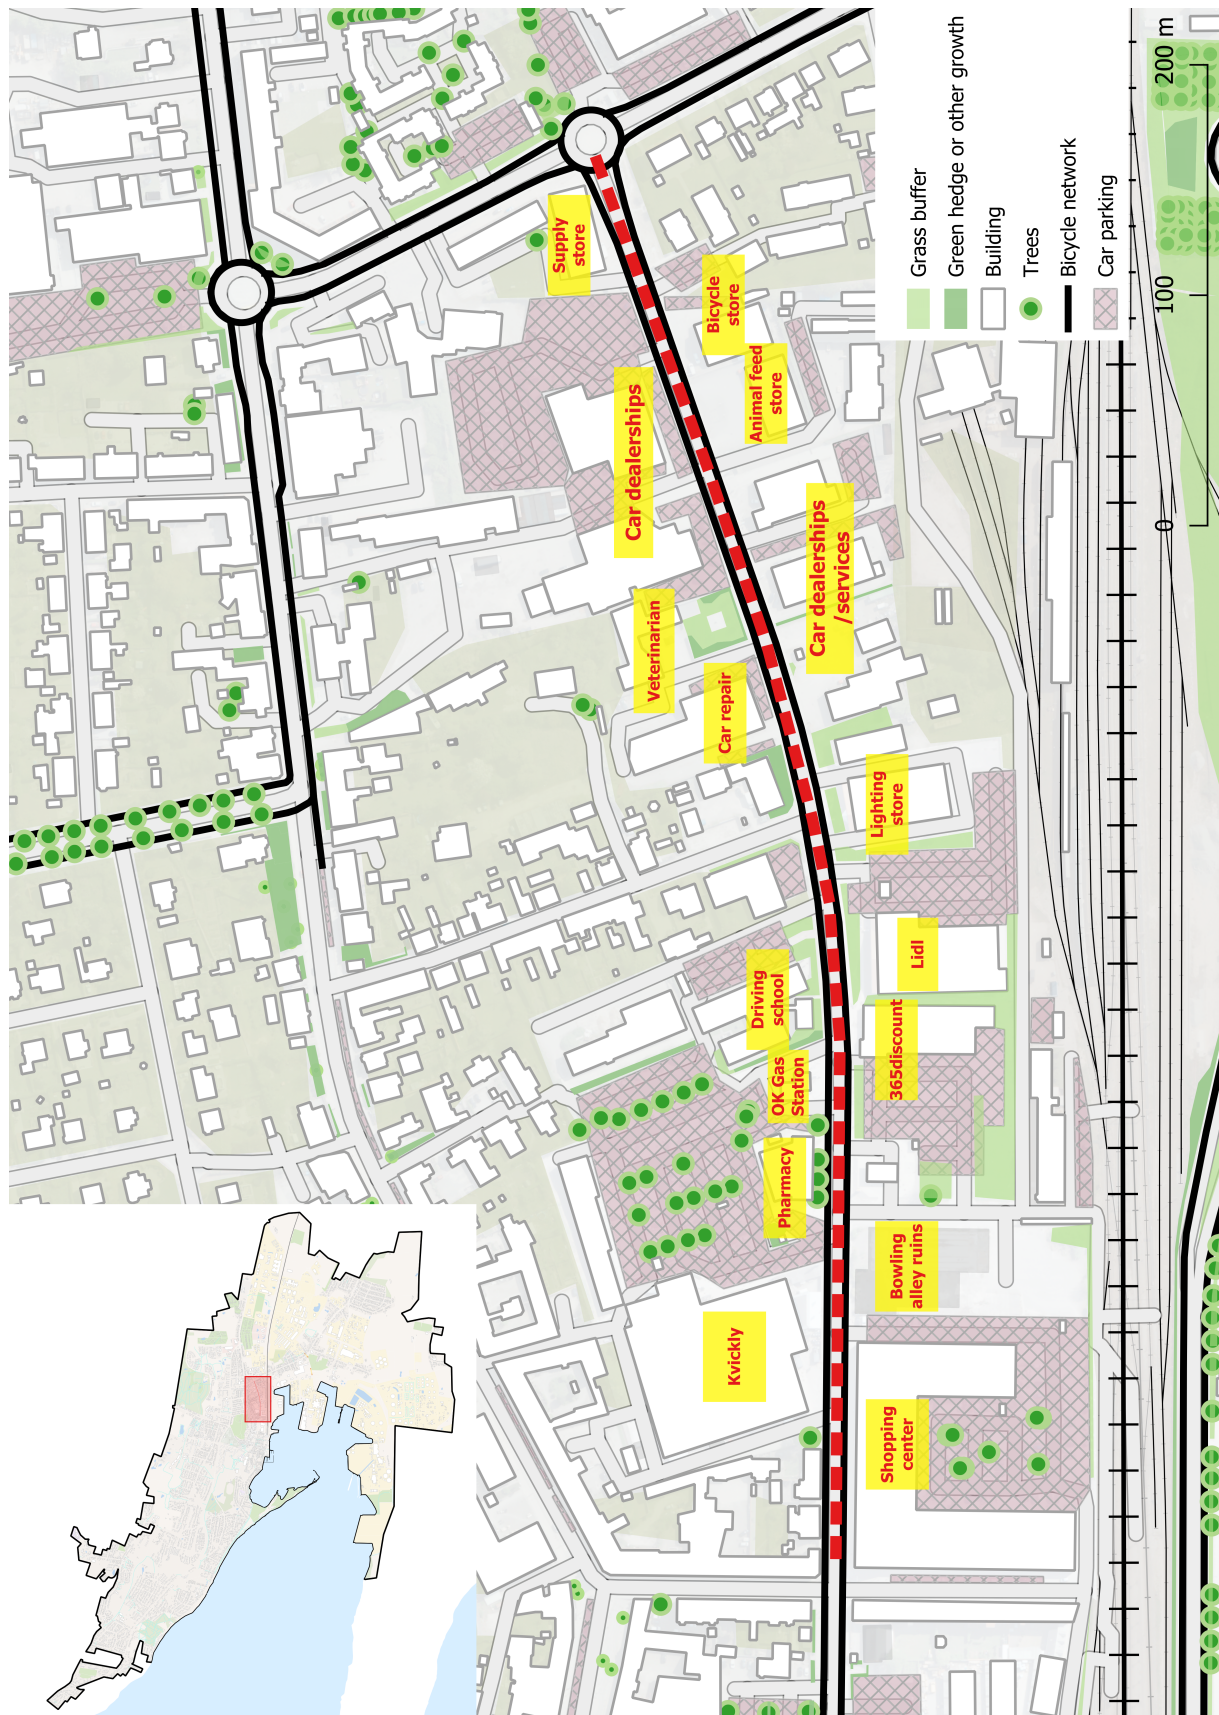 Supply
store
Bicycle
store
Animal feed
store
Car dealerships
Car dealerships
/ services
Veterinarian
Car repair
Lighting
store
Lidl
Driving
school
365discount
OK Gas
Station
Pharmacy
Bowling
alley ruins
Kvickly
Shopping
center
Grass buffer
Green hedge or other growth
Building
Trees
Bicycle network
Car parking
0
100
200 m